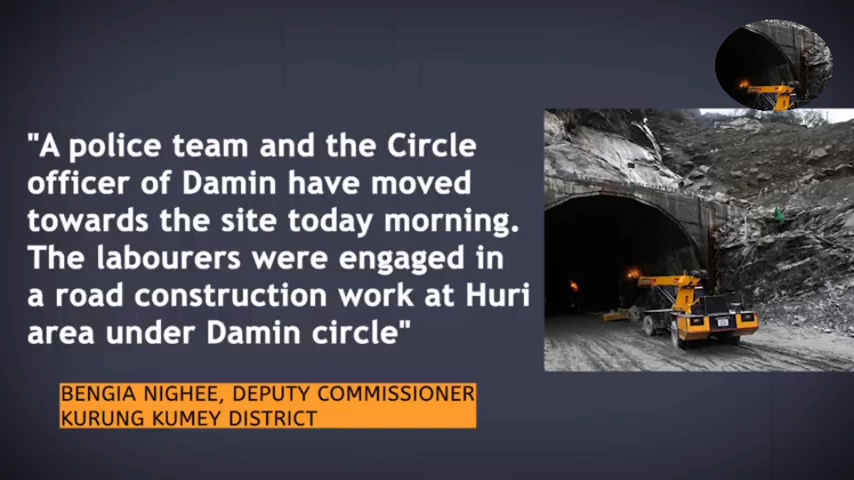 "A police team and the Circle
officer of Damin have moved
towards the site today morning.
The labourers were engaged in
a road construction work at Huri
area under Damin circle"
BENGIA NIGHEE, DEPUTY COMMISSIONER
KURUNG KUMEY DISTRICT